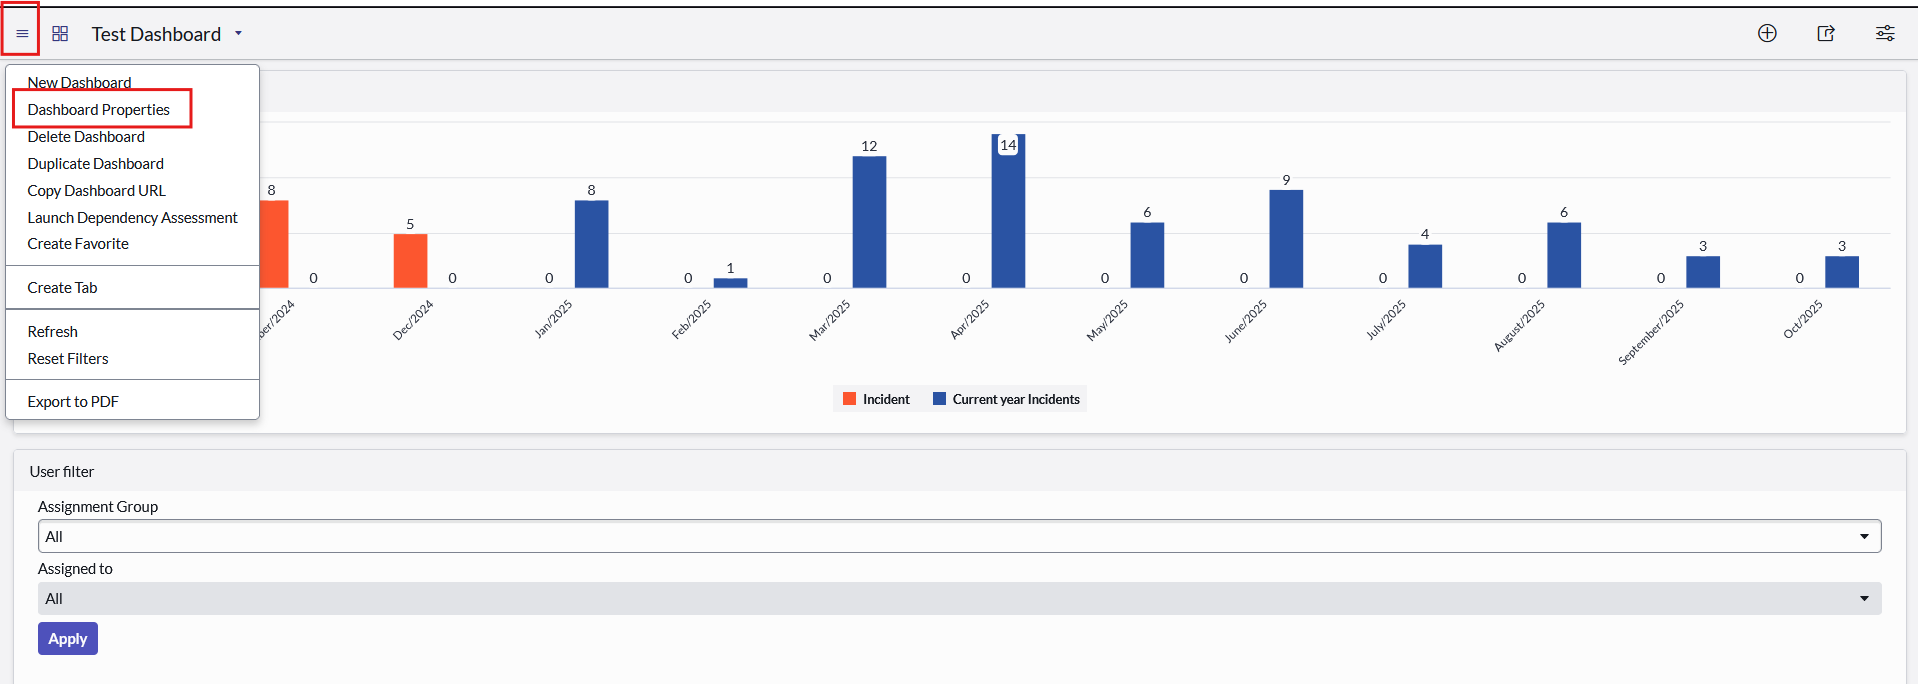 Test Dashboard
New Dashboard
Dashboard Properties
Delete Dashboard
Duplicate Dashboard
Copy Dashboard URL
Launch Dependency Assessment
Create Favorite
Create Tab
Refresh
Reset Filters
Export to PDF
8 0 5 0 0 8 0 1 0 12 0 14 0 6 0 9 0 4 0 6 0 3 0 3
ber/2024 Dec/2024 Jan/2025 Feb/2025 Mar/2025 Apr/2025 May/2025 June/2025 July/2025 August/2025 September/2025 Oct/2025
Incident Current year Incidents
User filter
Assignment Group
All
Assigned to
All
Apply